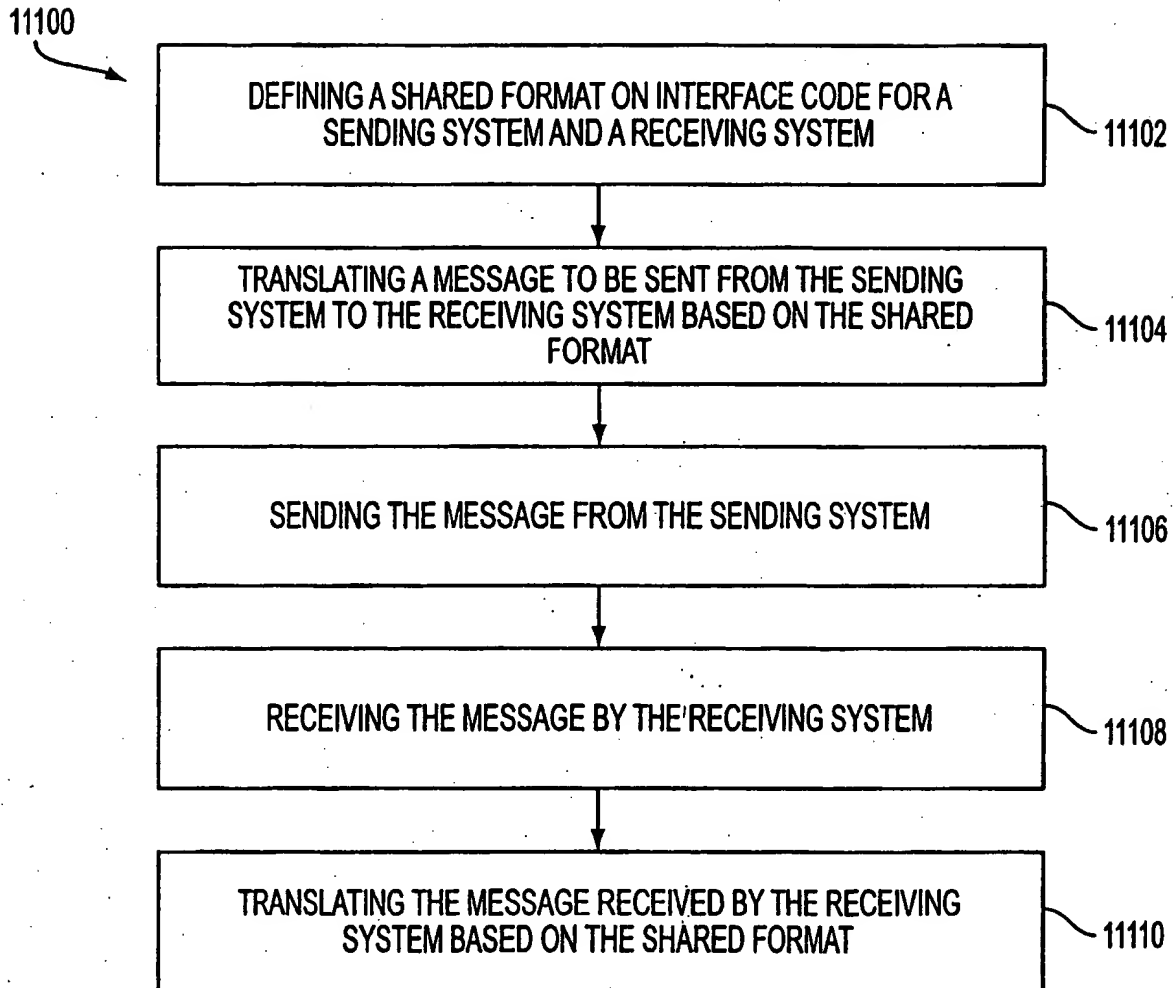 11100
DEFINING A SHARED FORMAT ON INTERFACE CODE FOR A
SENDING SYSTEM AND A RECEIVING SYSTEM
11102
TRANSLATING A MESSAGE TO BE SENT FROM THE SENDING
SYSTEM TO THE RECEIVING SYSTEM BASED ON THE SHARED
FORMAT
11104
SENDING THE MESSAGE FROM THE SENDING SYSTEM
11106
RECEIVING THE MESSAGE BY THE RECEIVING SYSTEM
11108
TRANSLATING THE MESSAGE RECEIVED BY THE RECEIVING
SYSTEM BASED ON THE SHARED FORMAT
11110